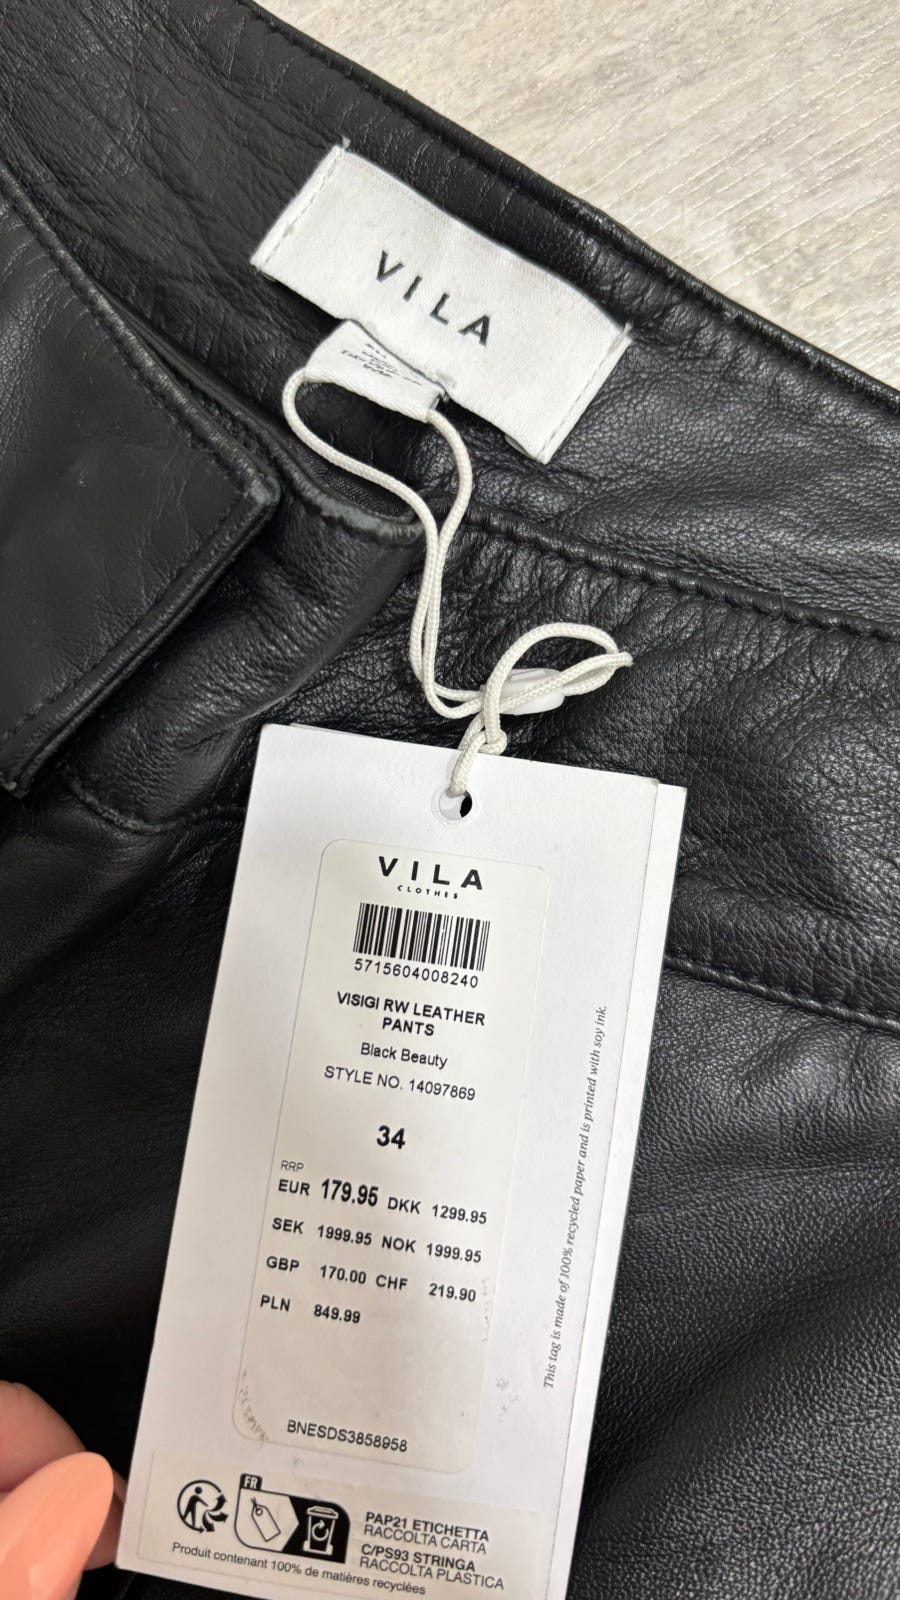 VILA
VILA
CLOTHES
5715604008240
VISIGI RW LEATHER
PANTS
Black Beauty
STYLE NO. 14097869
34
RRP
EUR 179.95 DKK 1299.95
SEK 1999.95 NOK 1999.95
GBP 170.00 CHF 219.90
PLN 849.99
BNESDS3858958
This tag is made of 100% recycled paper and is printed with soy ink.
FR
PAP21 ETICHETTA
RACCOLTA CARTA
C/PS93 STRINGA
RACCOLTA PLASTICA
Produit contenant 100% de matières recyclées